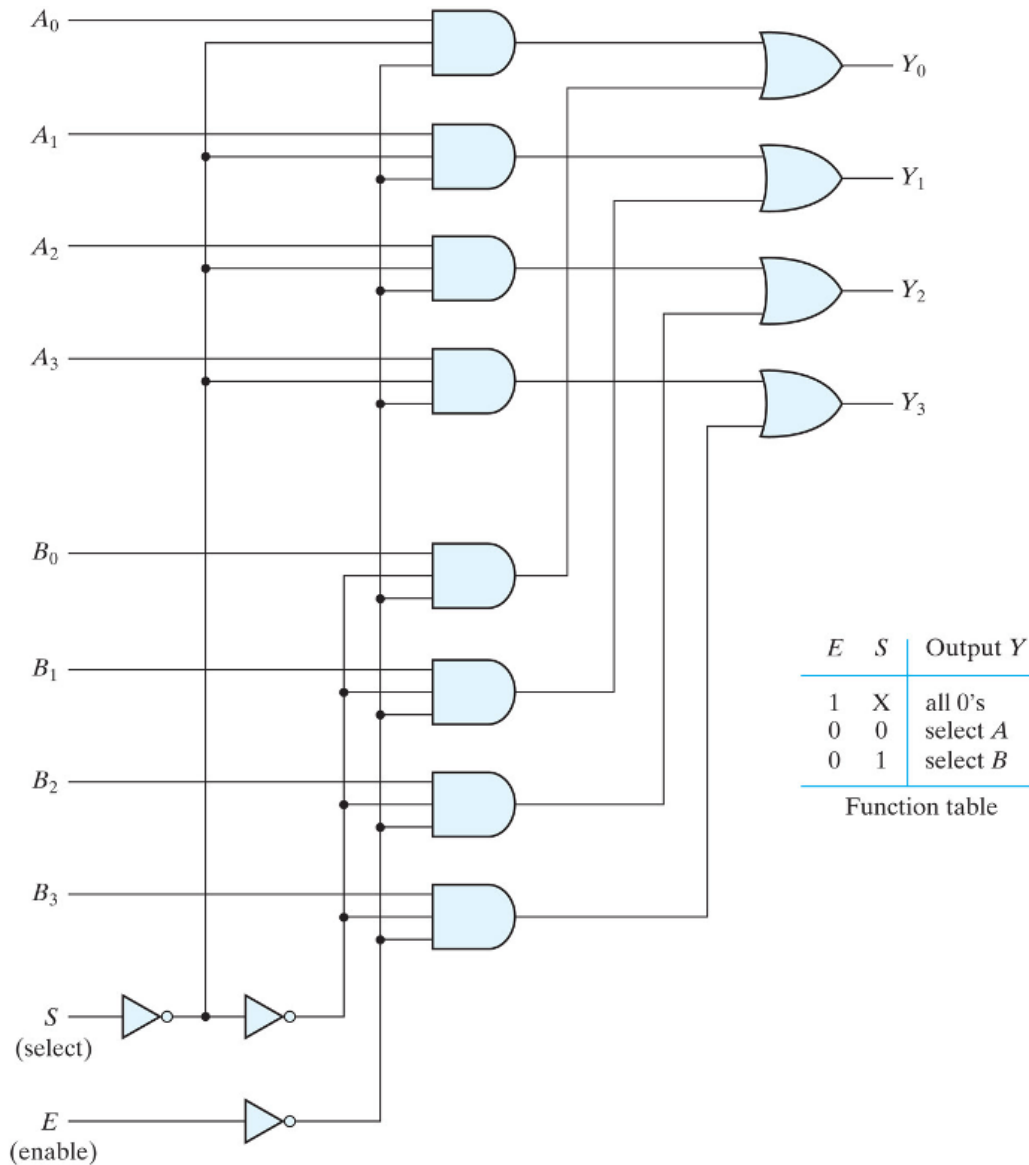 A₀
Y₀
A₁
Y₁
A₂
Y₂
A₃
Y₃
B₀
B₁
E S Output Y
1 X all 0's
0 0 select A
0 1 select B
Function table
B₂
B₃
S
(select)
E
(enable)